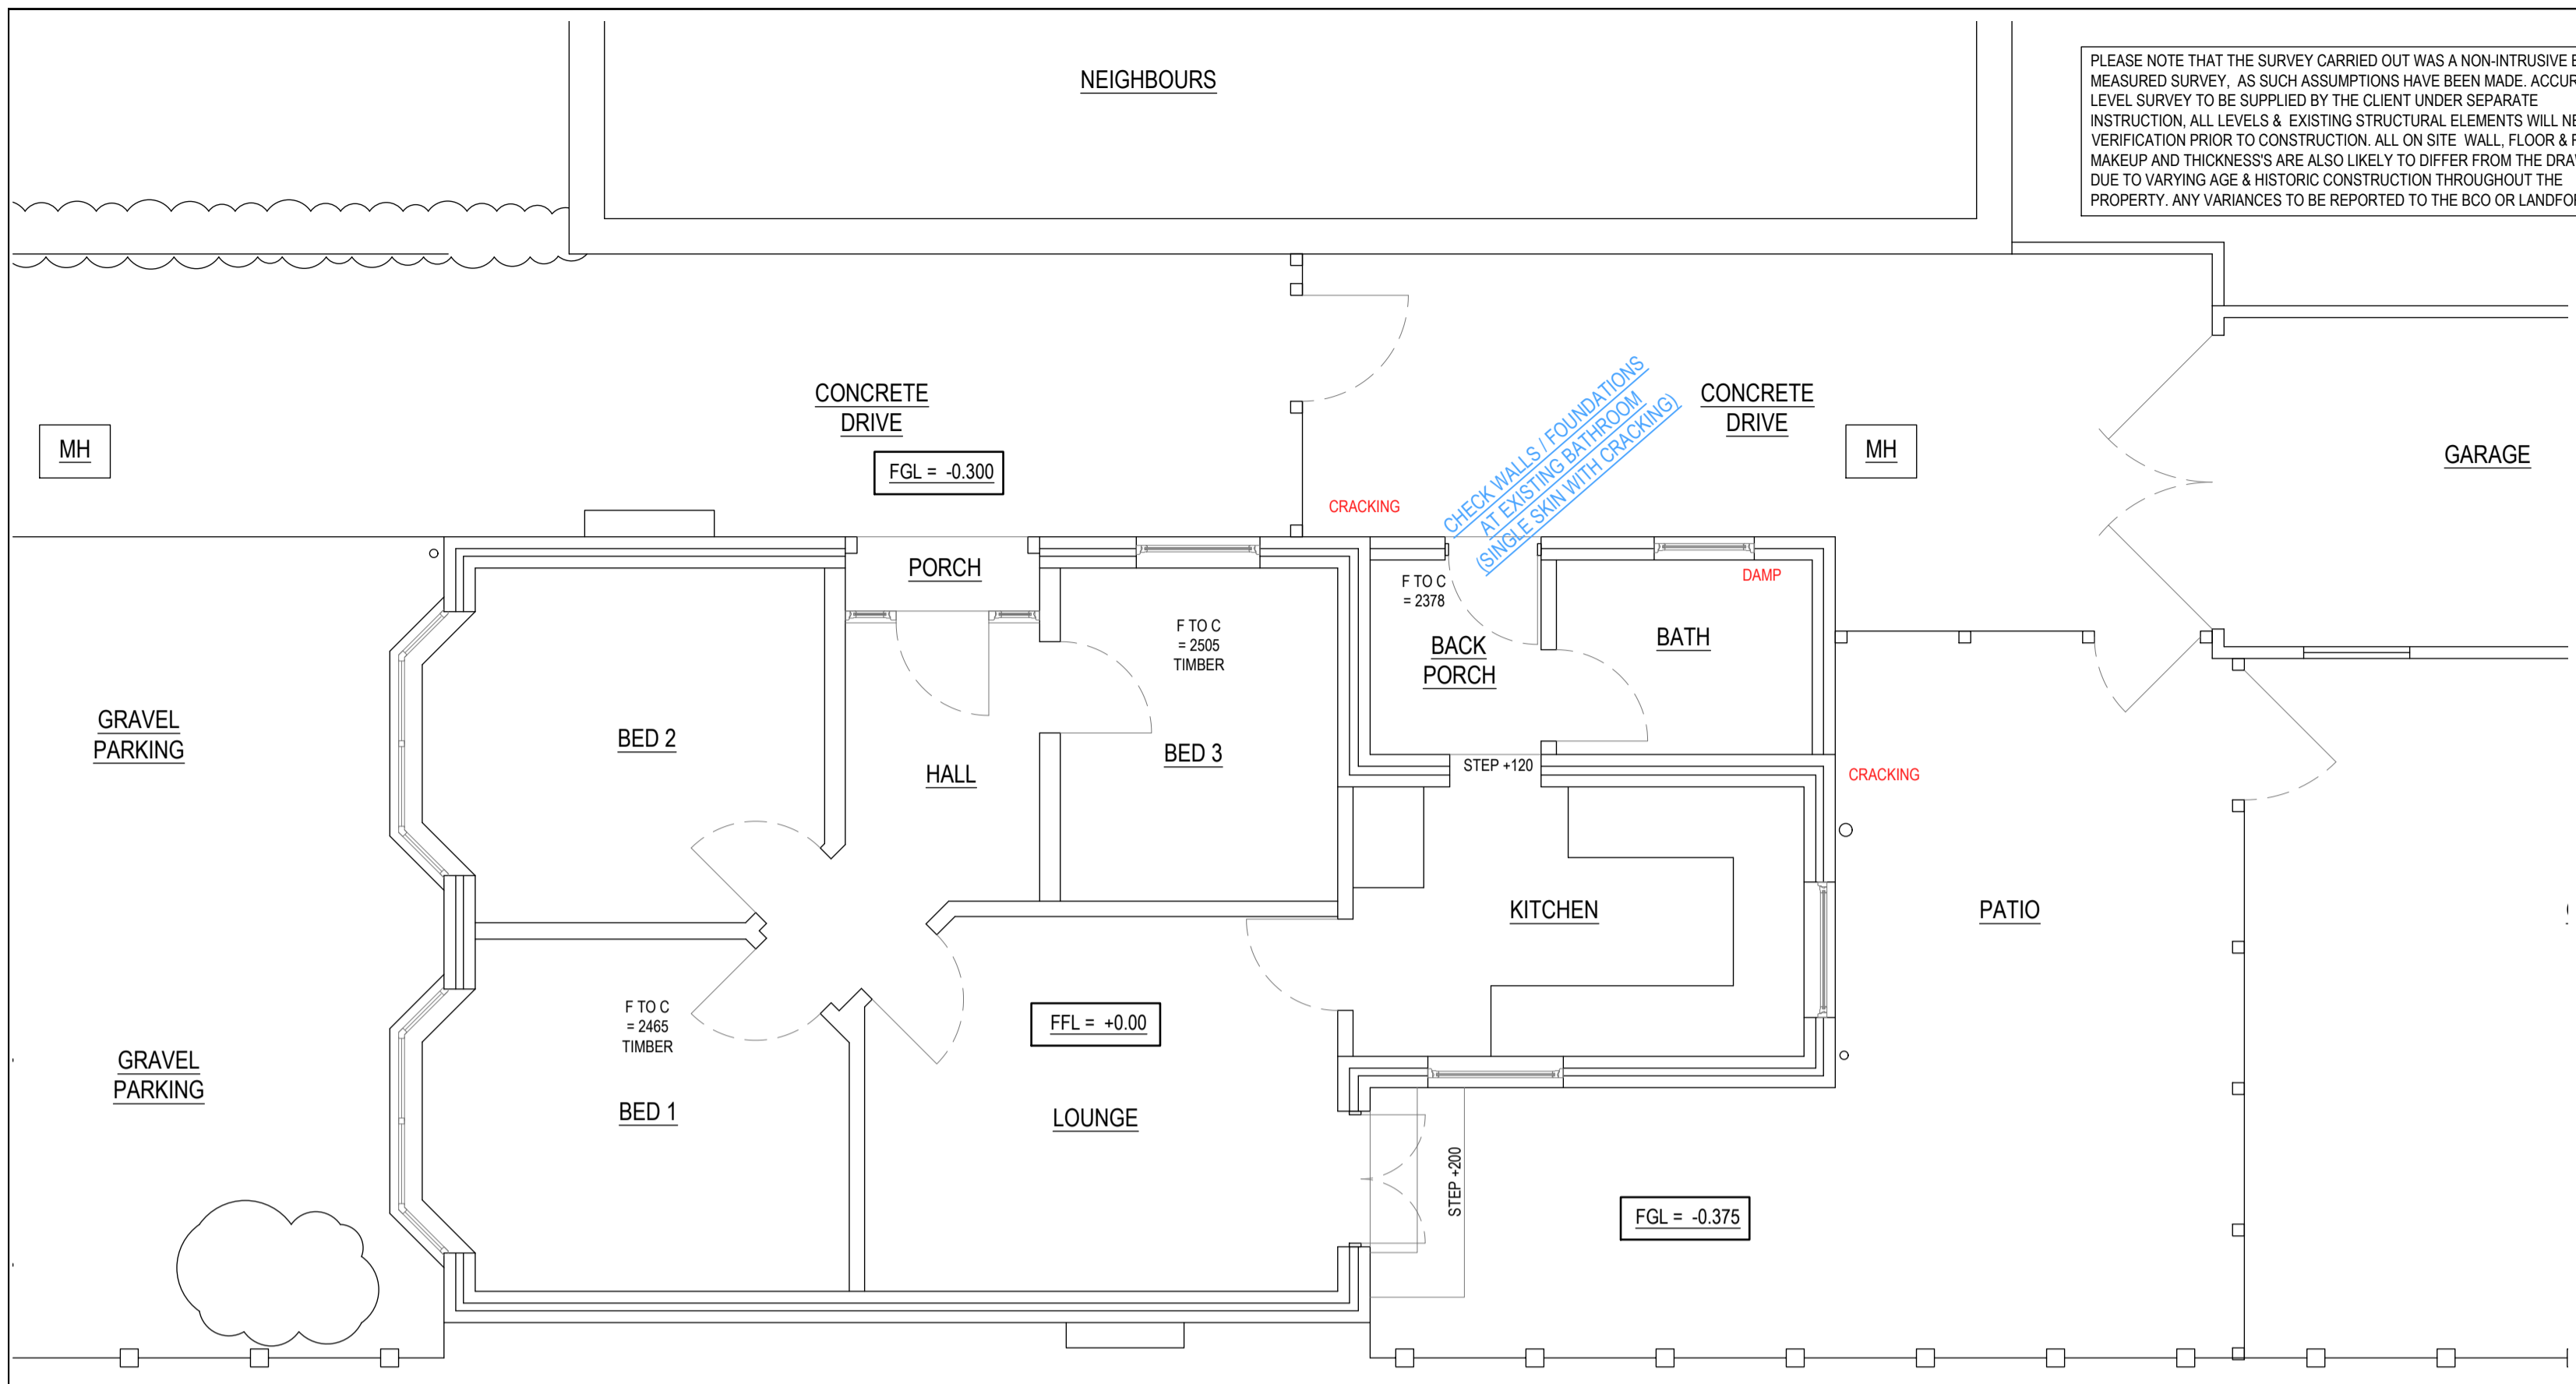 NEIGHBOURS
PLEASE NOTE THAT THE SURVEY CARRIED OUT WAS A NON-INTRUSIVE
MEASURED SURVEY, AS SUCH ASSUMPTIONS HAVE BEEN MADE.
LEVEL SURVEY TO BE SUPPLIED BY THE CLIENT UNDER SEPARATE
INSTRUCTION, ALL LEVELS & EXISTING STRUCTURAL ELEMENTS WILL
VERIFICATION PRIOR TO CONSTRUCTION. ALL ON SITE WALL, FLOOR &
MAKEUP AND THICKNESS'S ARE ALSO LIKELY TO DIFFER FROM THE
DUE TO VARYING AGE & HISTORIC CONSTRUCTION THROUGHOUT THE
PROPERTY. ANY VARIANCES TO BE REPORTED TO THE BCO OR
CONCRETE
DRIVE
MH
FGL = -0.300
CRACKING
CHECK WALLS / FOUNDATIONS
AT EXISTING BATHROOM
(SINGLE SKIN WITH CRACKING)
CONCRETE
DRIVE
MH
GARAGE
PORCH
F TO C
= 2378
DAMP
F TO C
= 2505
TIMBER
BACK
PORCH
BATH
GRAVEL
PARKING
BED 2
HALL
BED 3
STEP +120
CRACKING
KITCHEN
PATIO
F TO C
= 2465
TIMBER
FFL = +0.00
GRAVEL
PARKING
BED 1
LOUNGE
STEP +200
FGL = -0.375